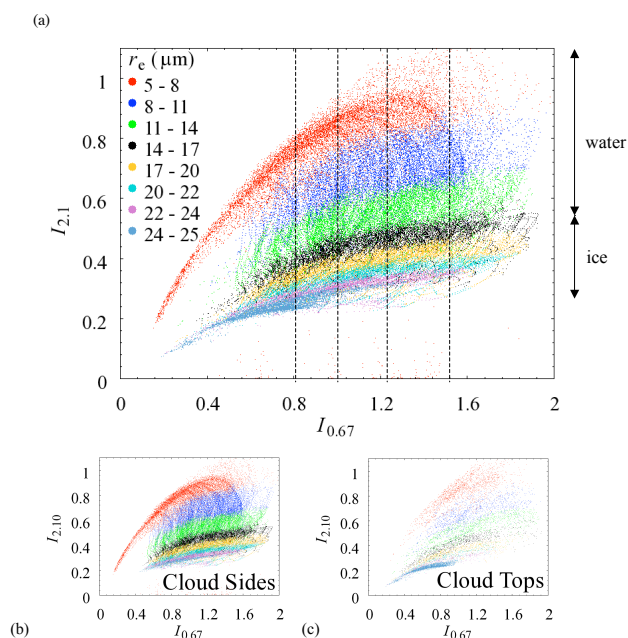 (a)
rₑ (μm)
5 - 8
8 - 11
11 - 14
14 - 17
17 - 20
20 - 22
22 - 24
24 - 25
water
ice
I₂.₁
1
0.8
0.6
0.4
0.2
0
0 0.4 0.8 1.2 1.6 2
I₀.₆₇
I₂.₁₀
1
0.8
0.6
0.4
0.2
0
Cloud Sides
0 0.4 0.8 1.2 1.6 2
I₀.₆₇
(b)
I₂.₁₀
1
0.8
0.6
0.4
0.2
0
Cloud Tops
0 0.4 0.8 1.2 1.6 2
I₀.₆₇
(c)